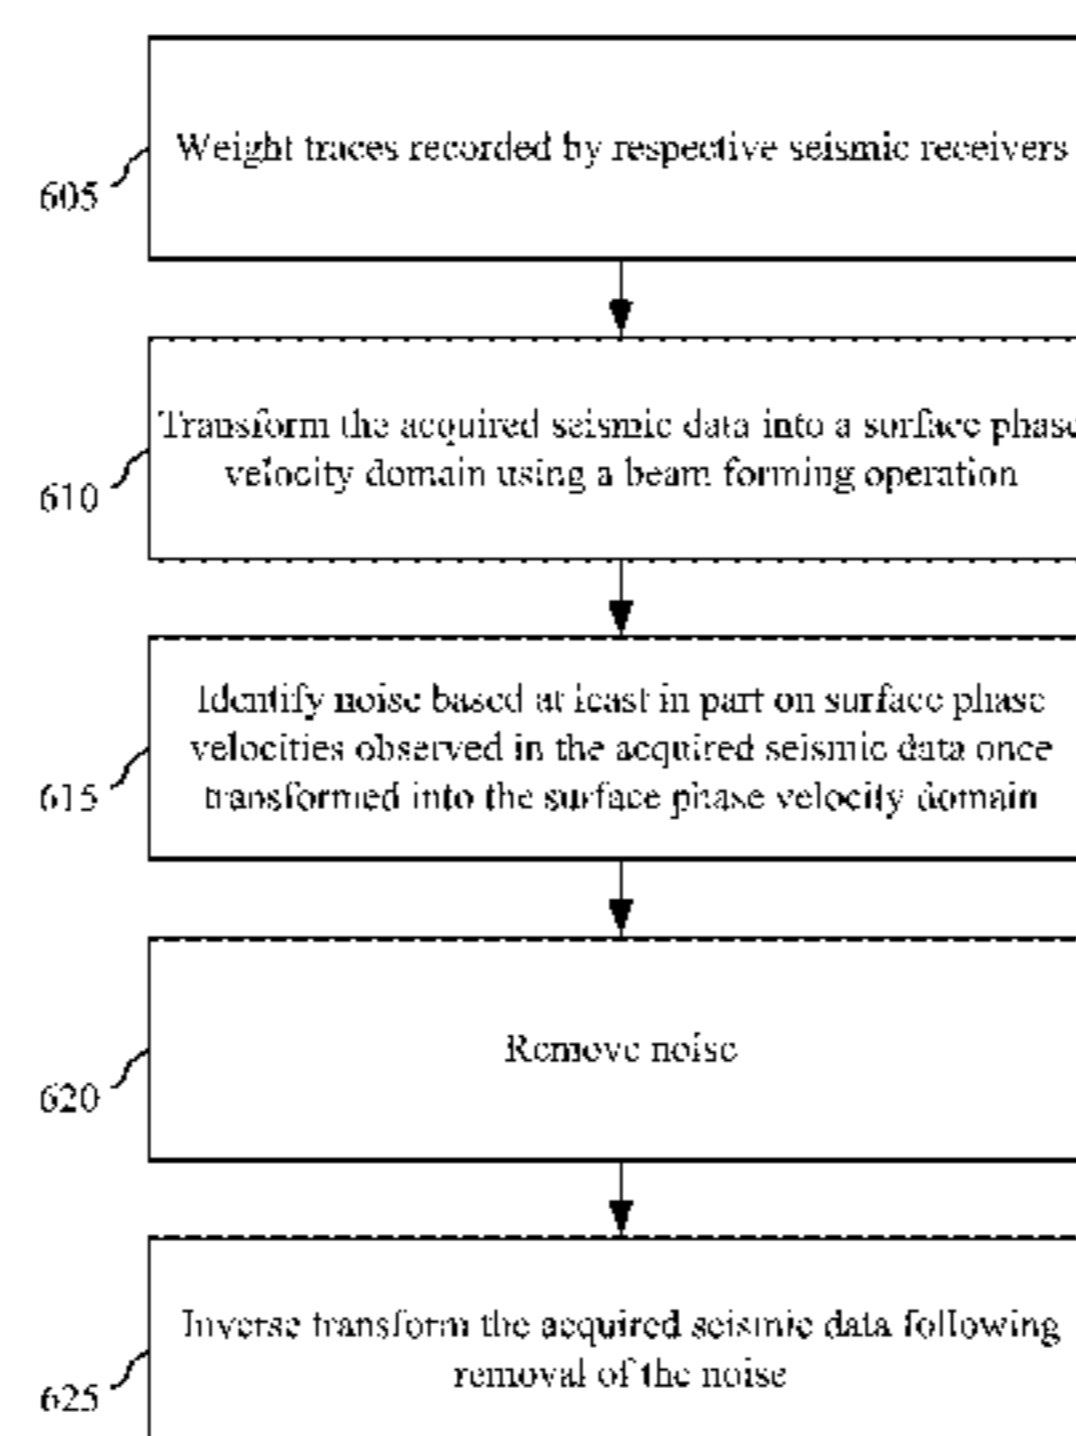 Weight traces recorded by respective seismic receivers
605
Transform the acquired seismic data into a surface phase
velocity domain using a beam forming operation
610
Identify noise based at least in part on surface phase
velocities observed in the acquired seismic data once
transformed into the surface phase velocity domain
615
Remove noise
620
Inverse transform the acquired seismic data following
removal of the noise
625